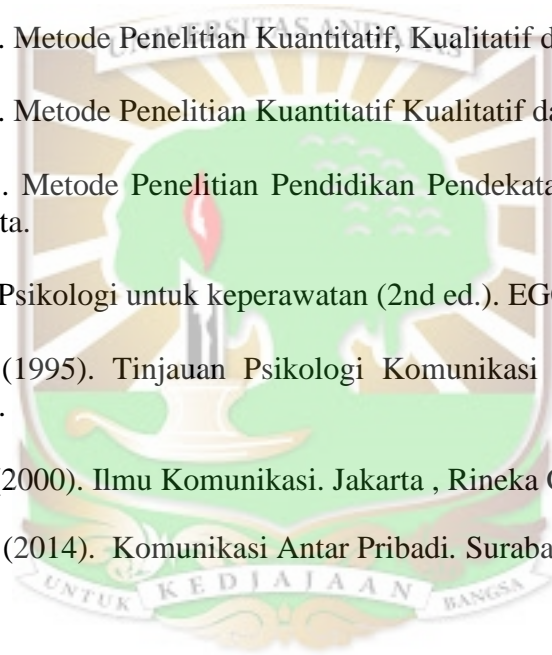 UNIVERSITAS ANDALAS
. Metode Penelitian Kuantitatif, Kualitatif d
. Metode Penelitian Kuantitatif Kualitatif da
. Metode Penelitian Pendidikan Pendekata
ta.
Psikologi untuk keperawatan (2nd ed.). EGC
(1995). Tinjauan Psikologi Komunikasi
.
(2000). Ilmu Komunikasi. Jakarta , Rineka C
(2014). Komunikasi Antar Pribadi. Suraba
UNTUK KEDJAJAAN BANGSA